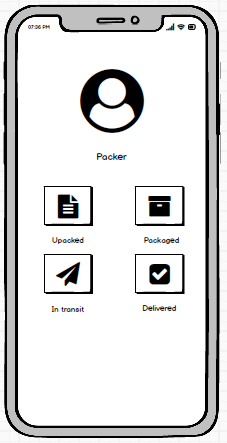 07:36 PM
Packer
Upacked
Packaged
In transit
Delivered